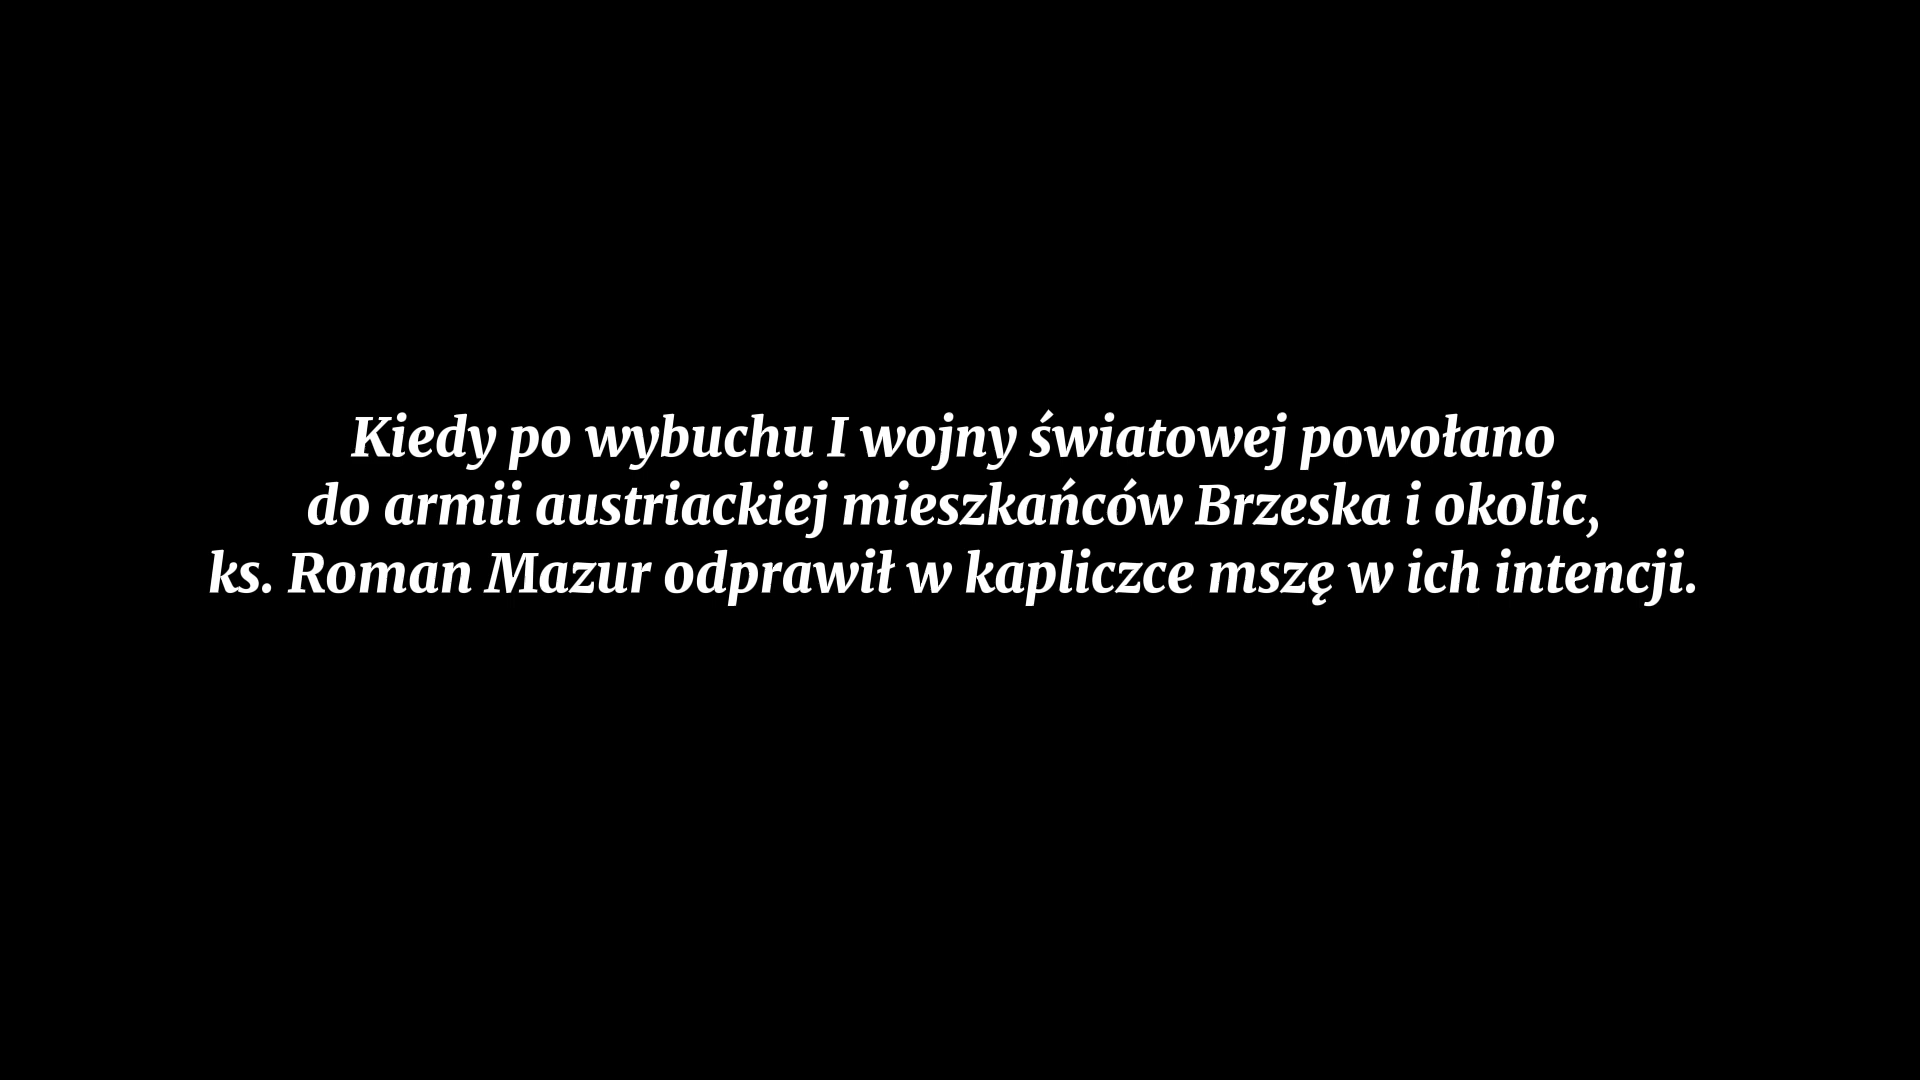 Kiedy po wybuchu I wojny światowej powołano
do armii austriackiej mieszkańców Brzeska i okolic,
ks. Roman Mazur odprawił w kapliczce mszę w ich intencji.